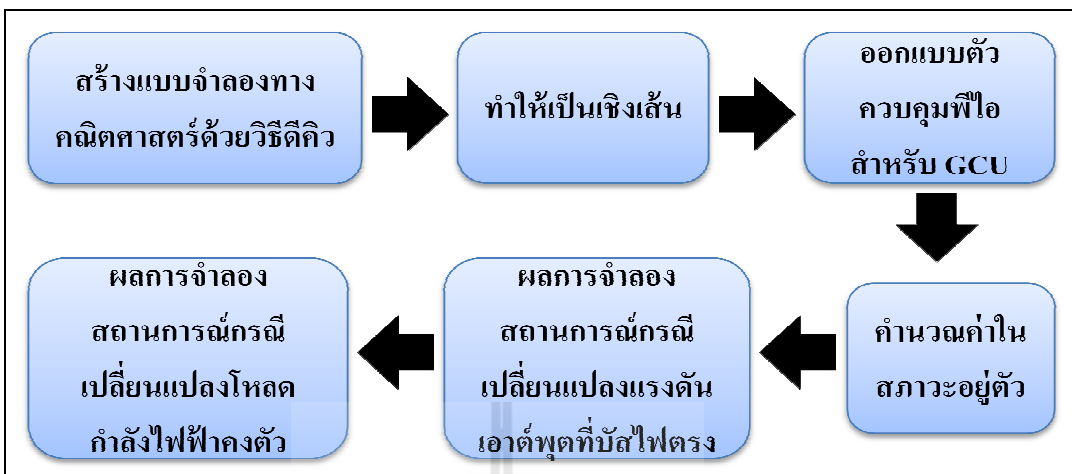 สร้างแบบจำลองทาง
คณิตศาสตร์ด้วยวิธีดีคิว
ทำให้เป็นเชิงเส้น
ออกแบบตัว
ควบคุมพีไอ
สำหรับ GCU
คำนวณค่าใน
สภาวะอยู่ตัว
ผลการจำลอง
สถานการณ์กรณี
เปลี่ยนแปลงแรงดัน
เอาต์พุตที่บัสไฟตรง
ผลการจำลอง
สถานการณ์กรณี
เปลี่ยนแปลงโหลด
กำลังไฟฟ้าคงตัว